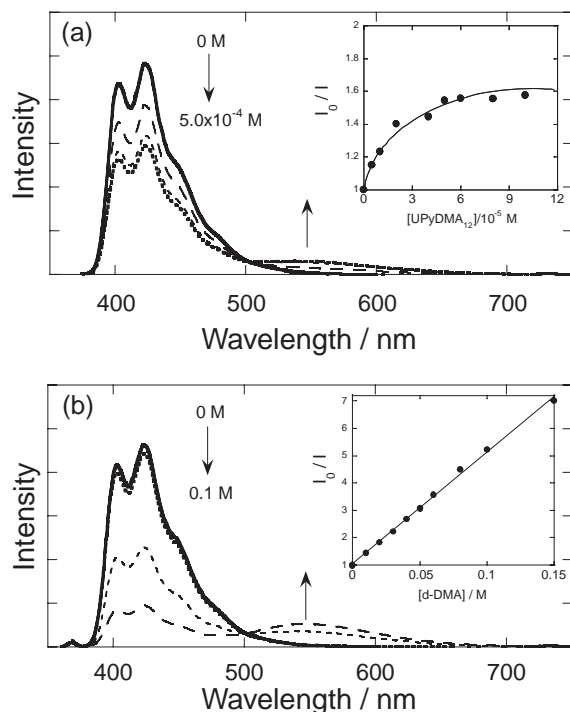 (a)
0 M
5.0x10⁻⁴ M
Intensity
400
500
600
700
Wavelength / nm
I₀ / I
2
1.8
1.6
1.4
1.2
1
0
3
6
9
12
[UPyDMA₁₂]/10⁻⁵ M
(b)
0 M
0.1 M
Intensity
400
500
600
700
Wavelength / nm
I₀ / I
7
6
5
4
3
2
1
0
0.05
0.1
0.15
[d-DMA] / M